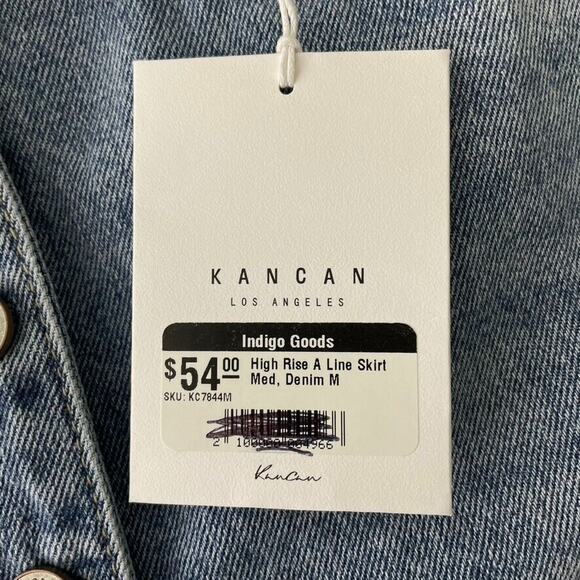 KANCAN
LOS ANGELES
Indigo Goods
$54.00 High Rise A Line Skirt
Med, Denim M
SKU: KC7844M
KanCan